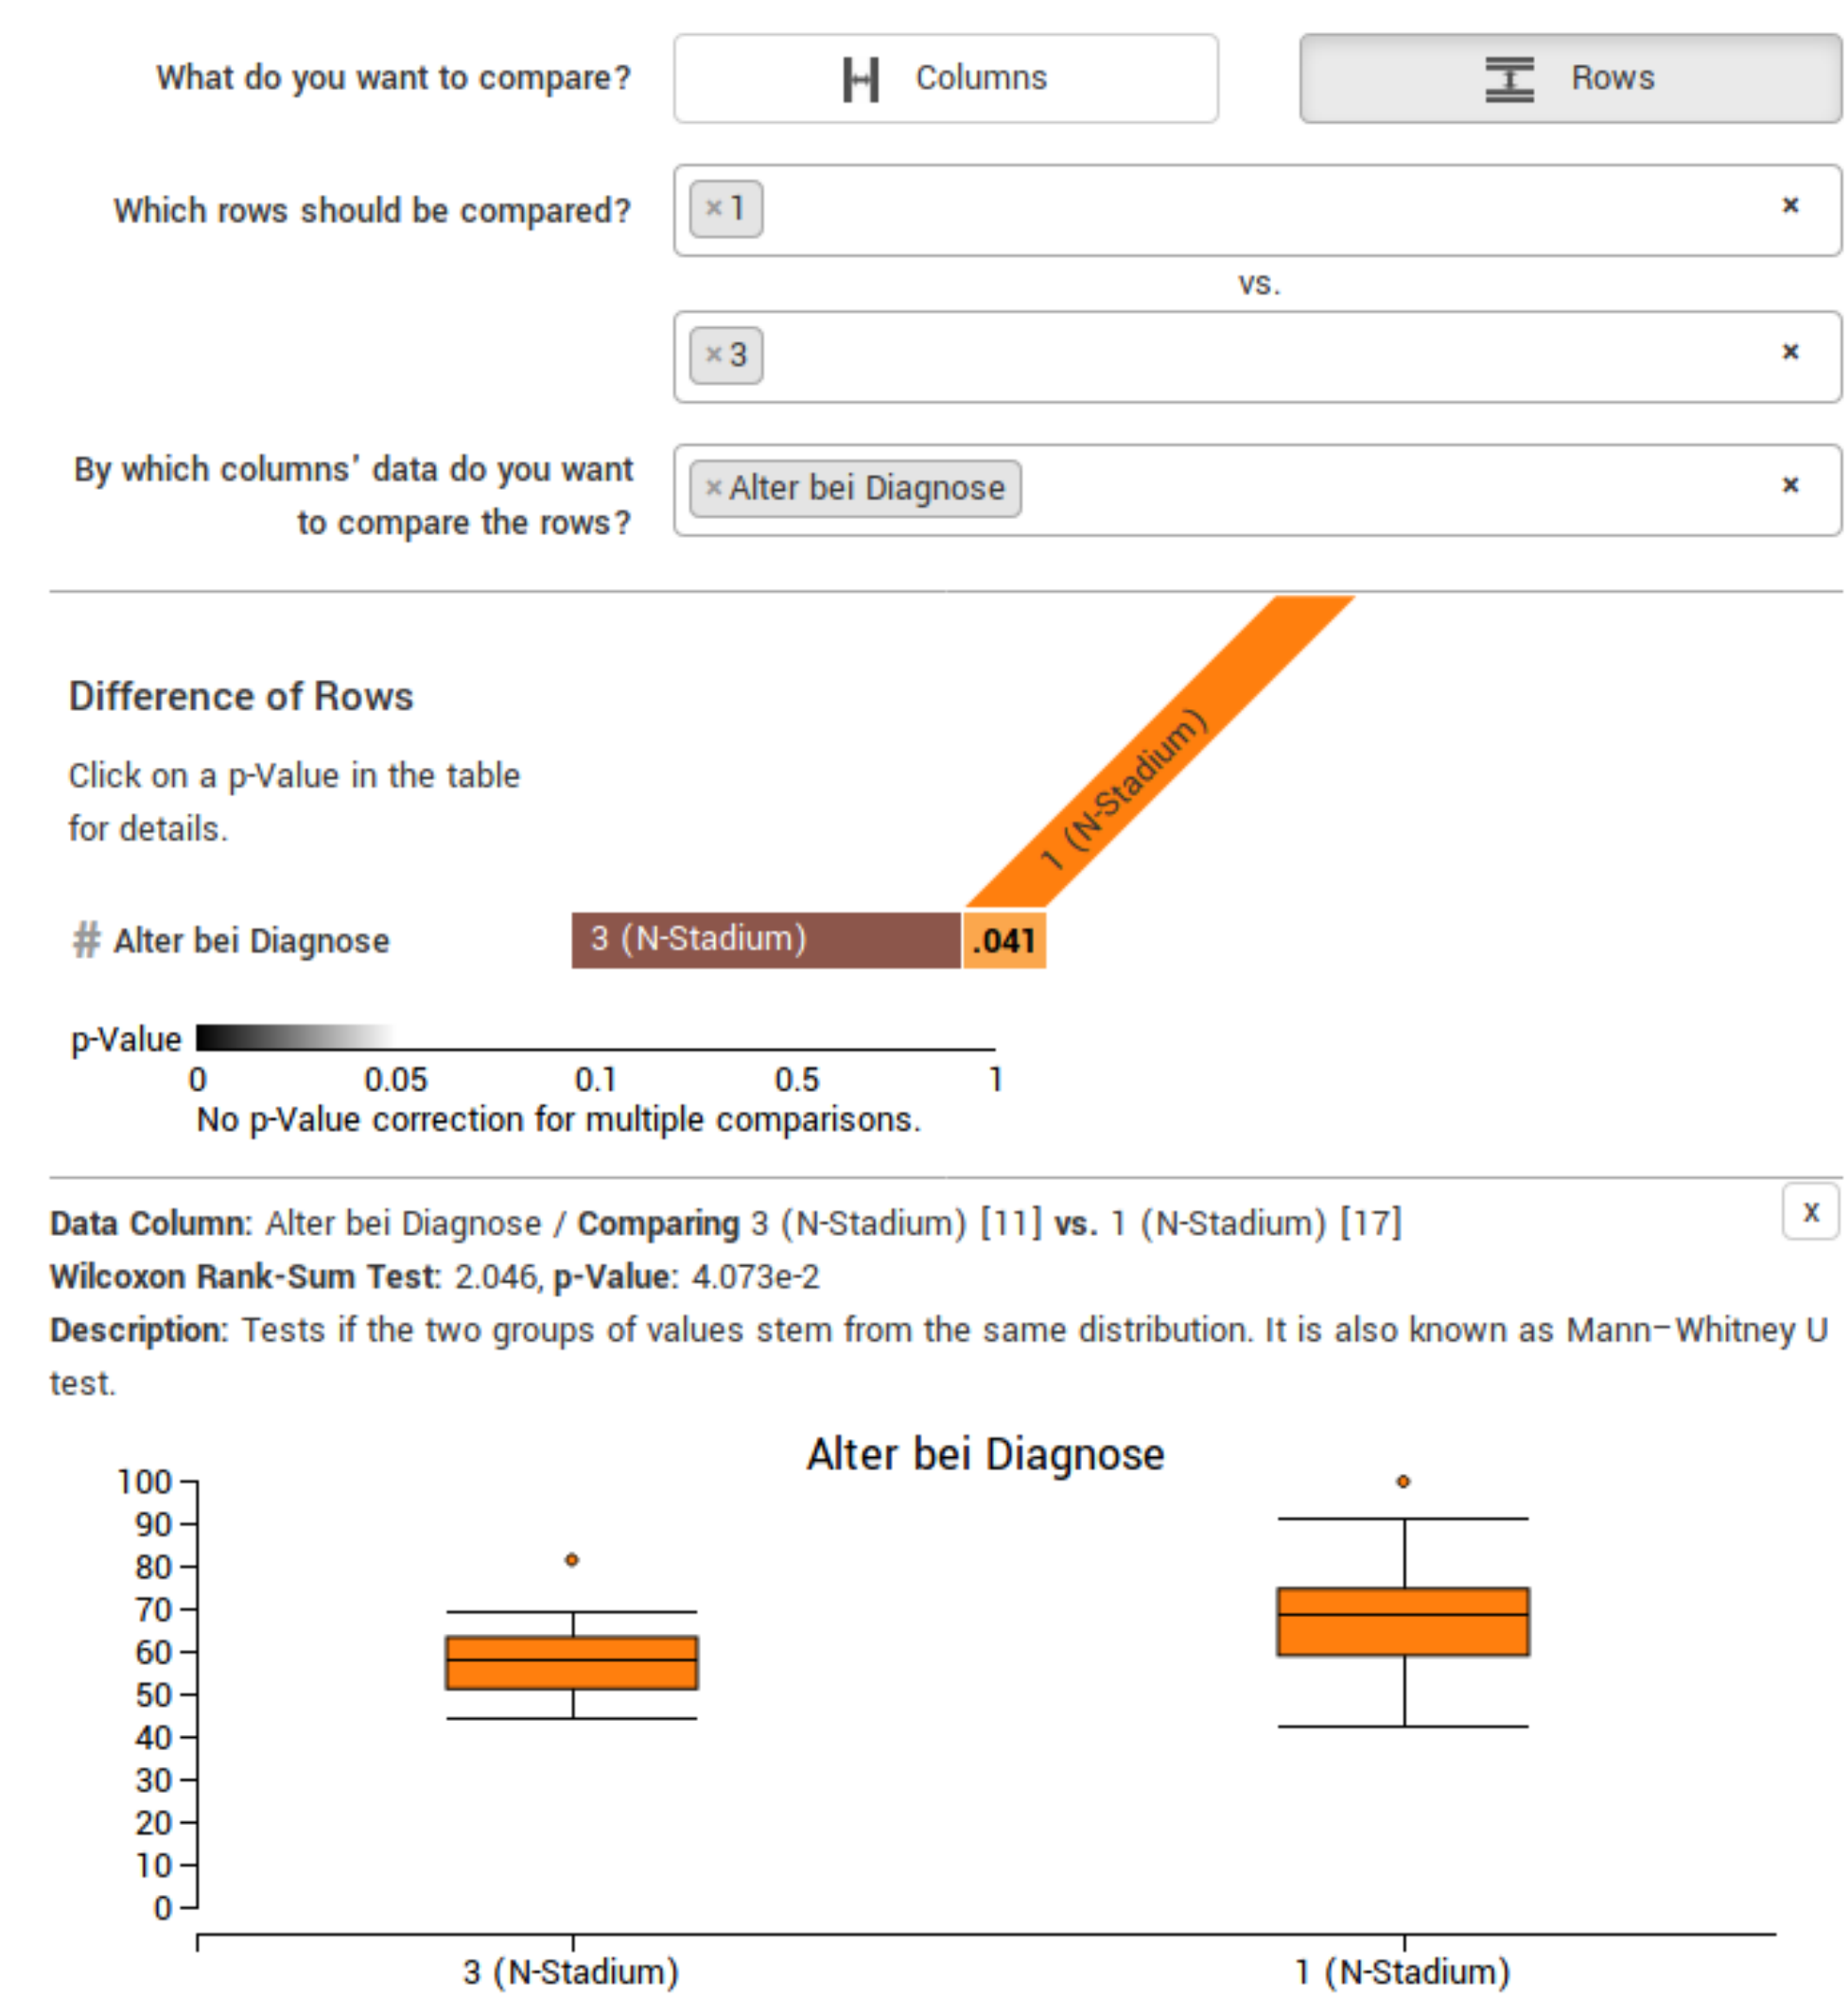 What do you want to compare?
Columns
Rows
Which rows should be compared?
× 1
×
vs.
× 3
×
By which columns' data do you want
to compare the rows?
× Alter bei Diagnose
×
Difference of Rows
Click on a p-Value in the table
for details.
1 (N-Stadium)
# Alter bei Diagnose
3 (N-Stadium)
.041
p-Value
0 0.05 0.1 0.5 1
No p-Value correction for multiple comparisons.
Data Column: Alter bei Diagnose / Comparing 3 (N-Stadium) [11] vs. 1 (N-Stadium) [17]
x
Wilcoxon Rank-Sum Test: 2.046, p-Value: 4.073e-2
Description: Tests if the two groups of values stem from the same distribution. It is also known as Mann–Whitney U
test.
Alter bei Diagnose
100
90
80
70
60
50
40
30
20
10
0
3 (N-Stadium)
1 (N-Stadium)